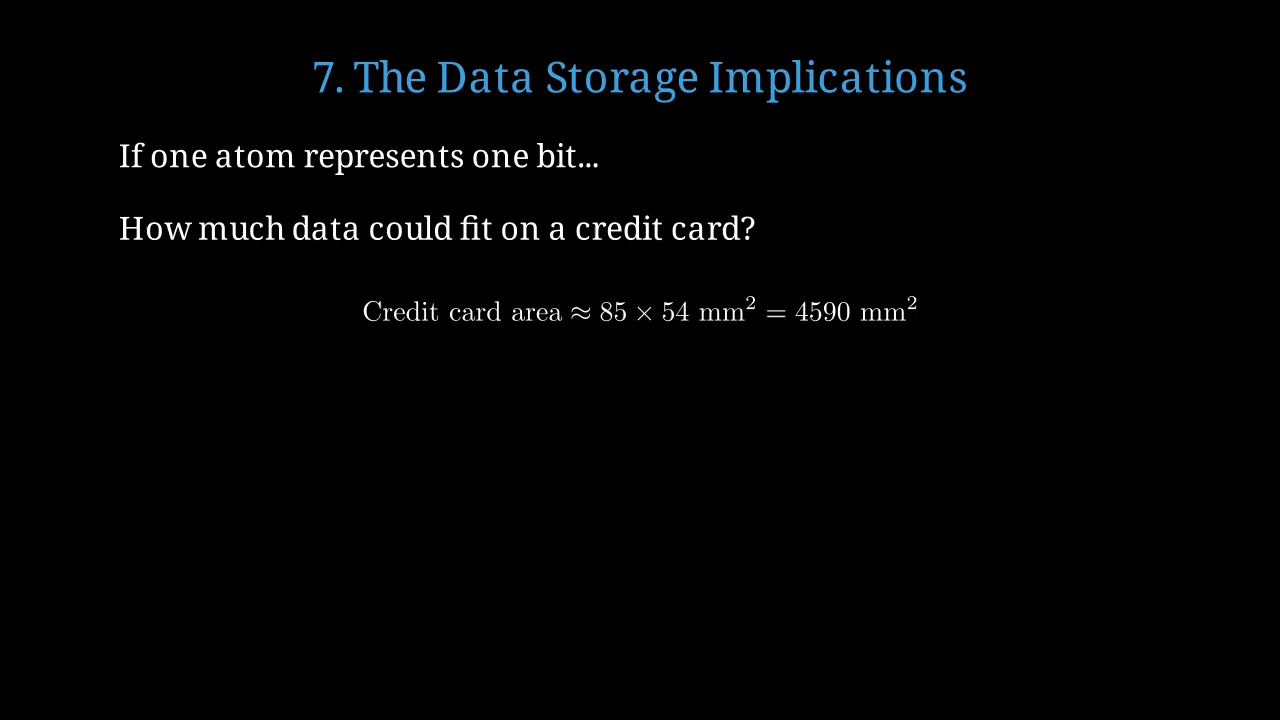 7. The Data Storage Implications
If one atom represents one bit...
How much data could fit on a credit card?
Credit card area ≈ 85 × 54 mm² = 4590 mm²